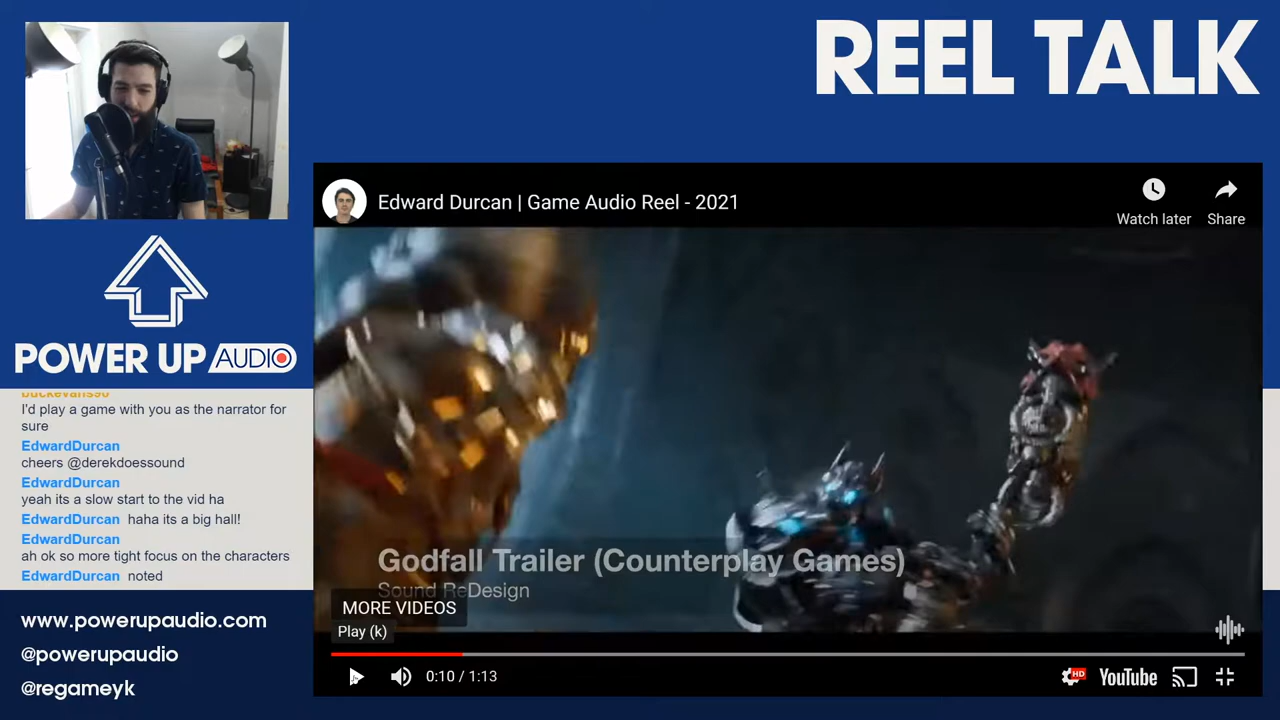 REEL TALK
Edward Durcan | Game Audio Reel - 2021
Watch later
Share
POWER UP AUDIO
buckevans96
I'd play a game with you as the narrator for
sure
EdwardDurcan
cheers @derekdoessound
EdwardDurcan
yeah its a slow start to the vid ha
EdwardDurcan haha its a big hall!
EdwardDurcan
ah ok so more tight focus on the characters
EdwardDurcan noted
www.powerupaudio.com
@powerupaudio
@regameyk
Godfall Trailer (Counterplay Games)
Sound ReDesign
MORE VIDEOS
Play (k)
0:10 / 1:13
HD
YouTube